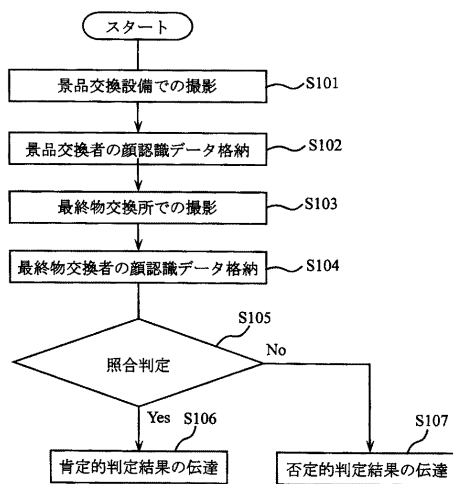 スタート
景品交換設備での撮影
S101
景品交換者の顔認識データ格納
S102
最終物交換所での撮影
S103
最終物交換者の顔認識データ格納
S104
S105
照合判定
No
Yes
S106
S107
肯定的判定結果の伝達
否定的判定結果の伝達